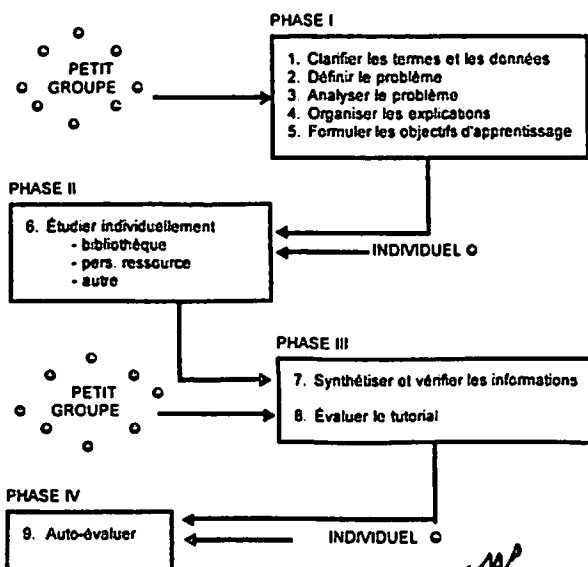 PHASE I
PETIT
GROUPE
1. Clarifier les termes et les données
2. Définir le problème
3. Analyser le problème
4. Organiser les explications
5. Formuler les objectifs d'apprentissage
PHASE II
6. Étudier individuellement
- bibliothèque
- pers. ressource
- autre
INDIVIDUEL
PHASE III
PETIT
GROUPE
7. Synthétiser et vérifier les informations
8. Évaluer le tutorial
PHASE IV
9. Auto-évaluer
INDIVIDUEL